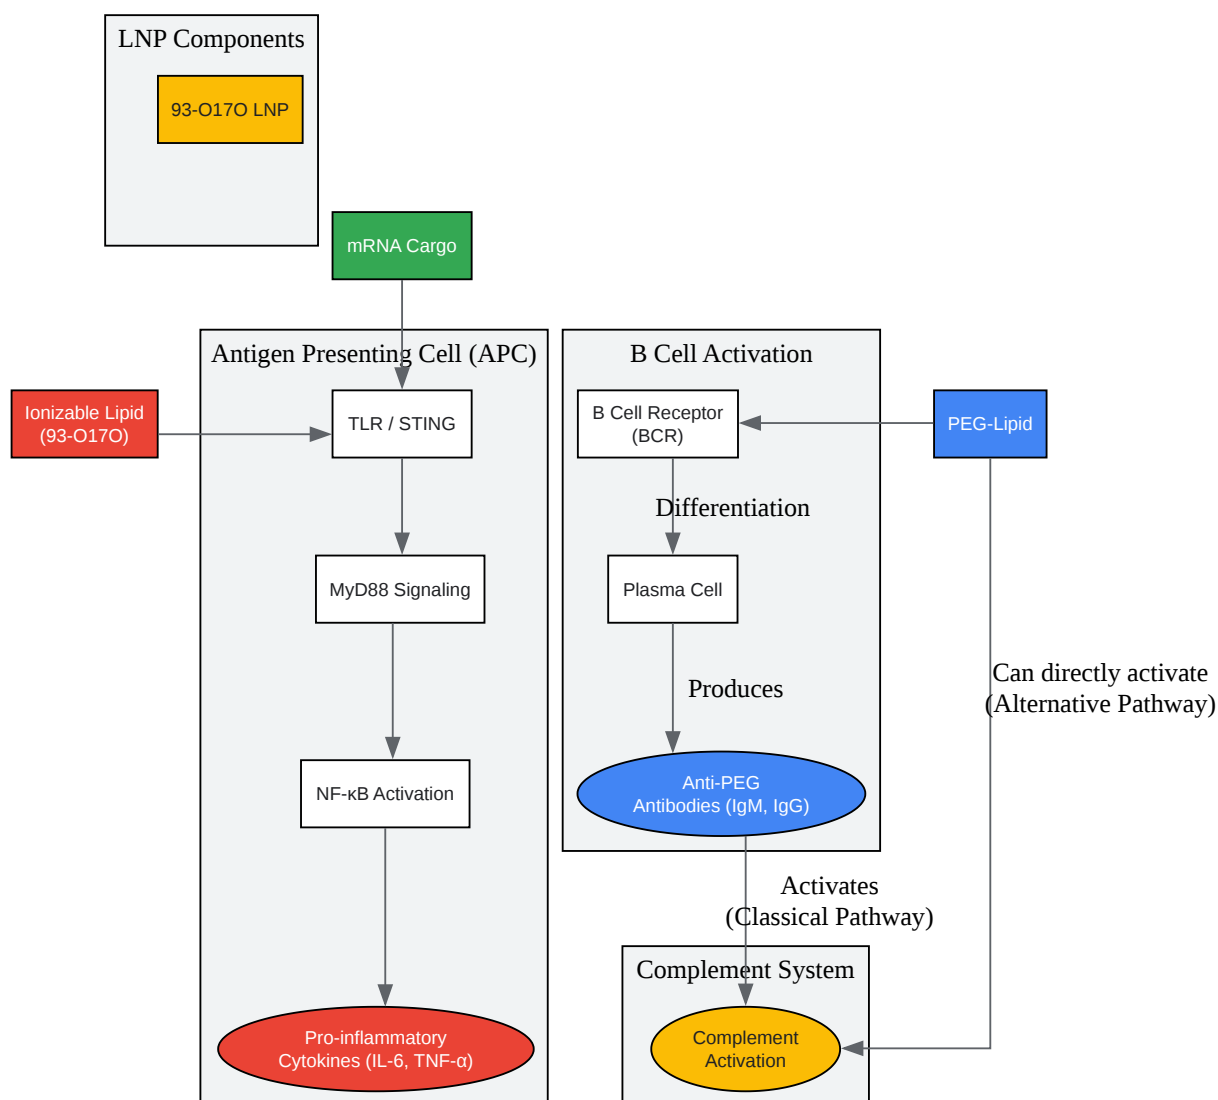 LNP Components
93-O17O LNP
mRNA Cargo
Antigen Presenting Cell (APC)
B Cell Activation
Ionizable Lipid
(93-O17O)
TLR / STING
B Cell Receptor
(BCR)
PEG-Lipid
Differentiation
MyD88 Signaling
Plasma Cell
Can directly activate
(Alternative Pathway)
Produces
NF-κB Activation
Anti-PEG
Antibodies (IgM, IgG)
Activates
(Classical Pathway)
Complement System
Pro-inflammatory
Cytokines (IL-6, TNF-α)
Complement
Activation